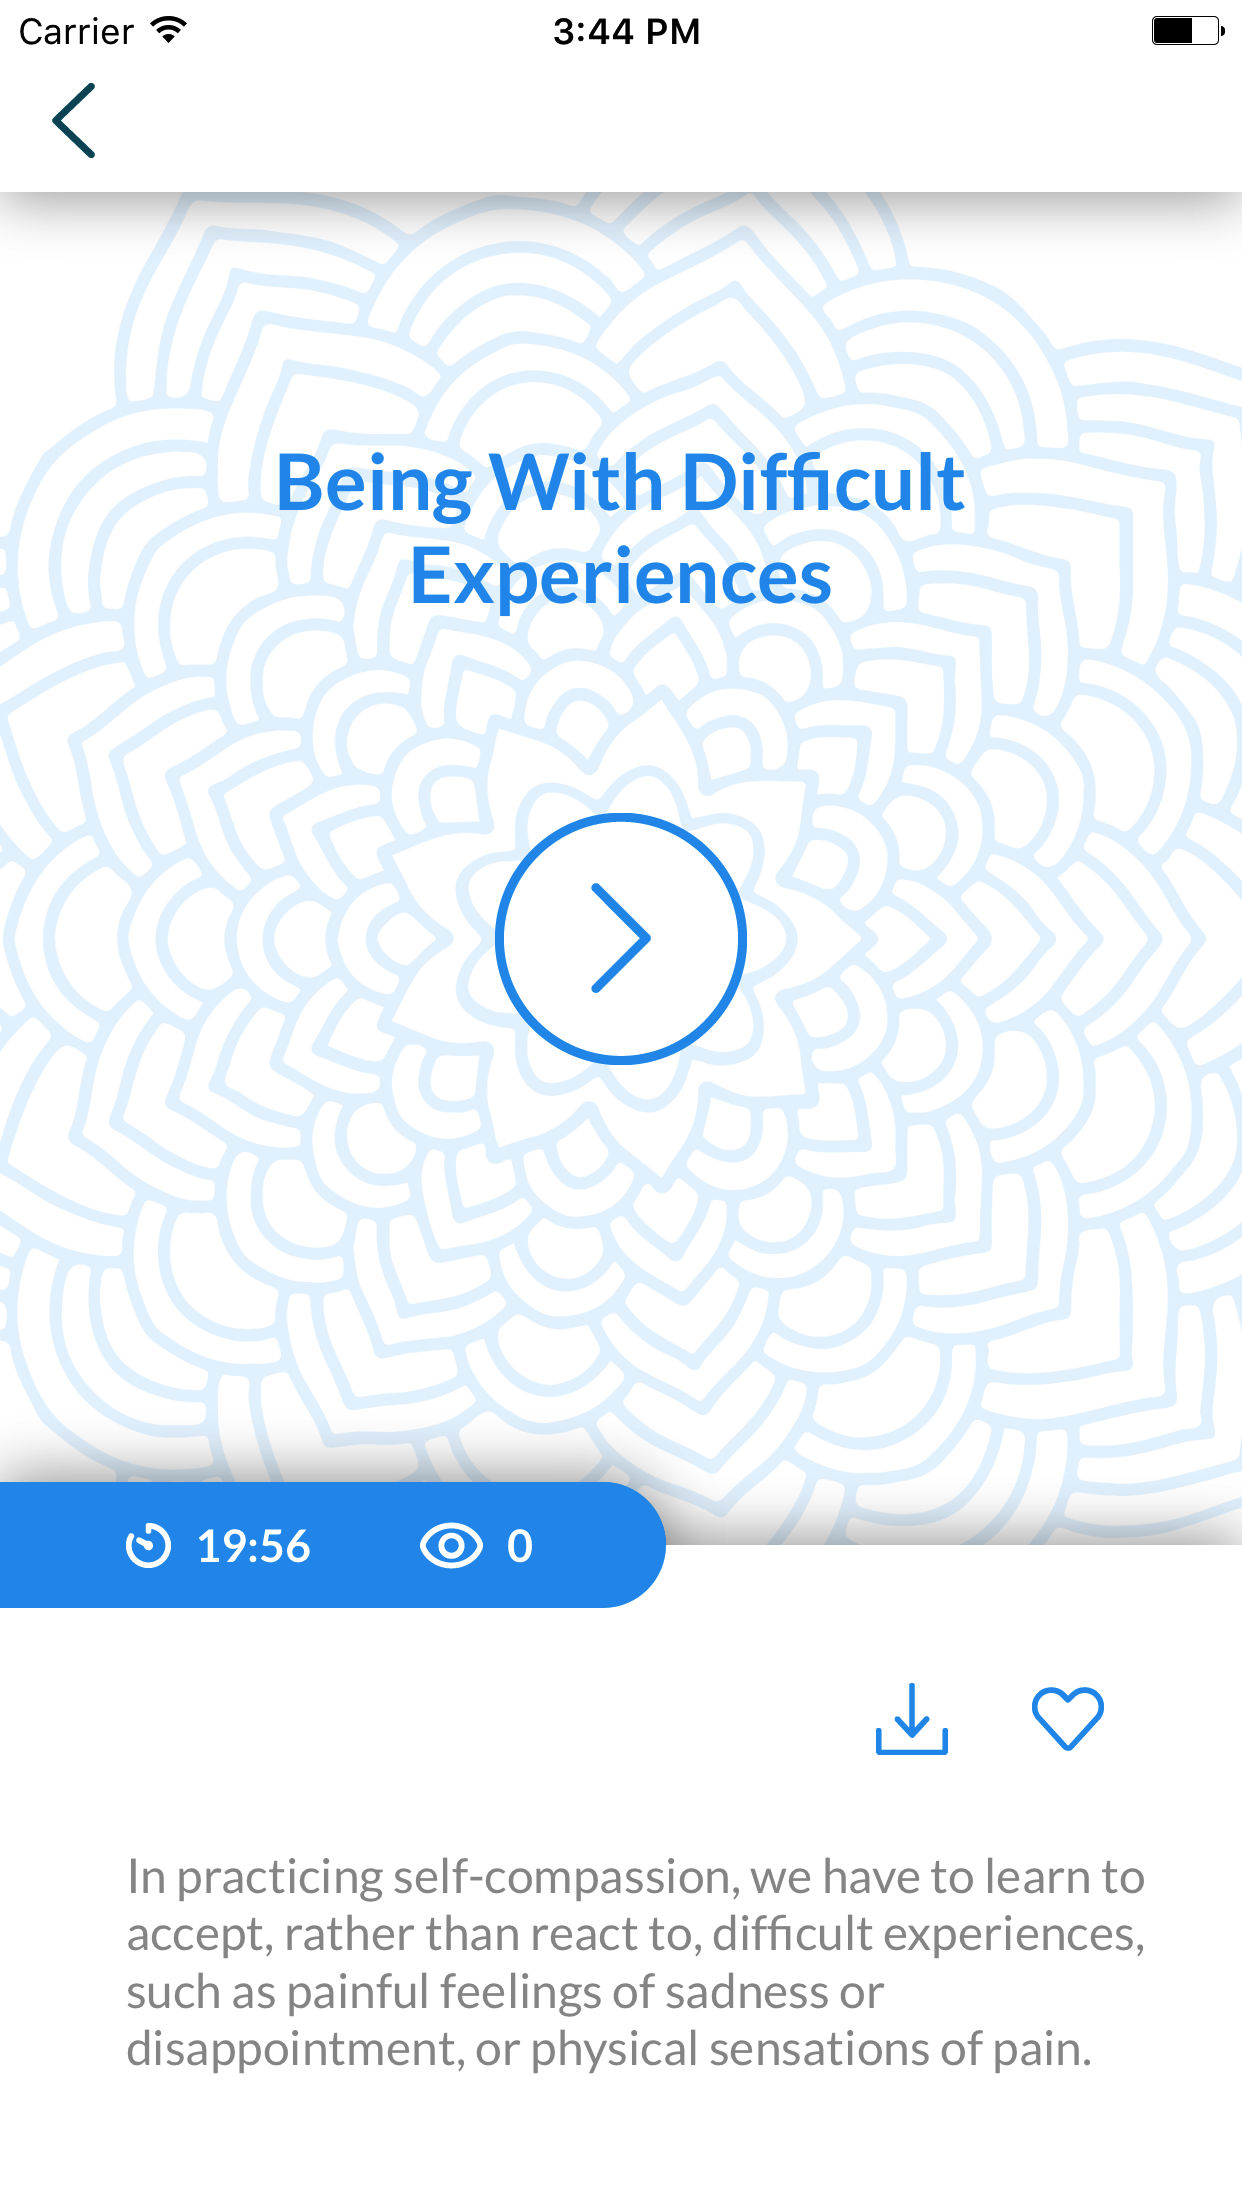 Carrier 3:44 PM
Being With Difficult
Experiences
19:56 0
In practicing self-compassion, we have to learn to
accept, rather than react to, difficult experiences,
such as painful feelings of sadness or
disappointment, or physical sensations of pain.